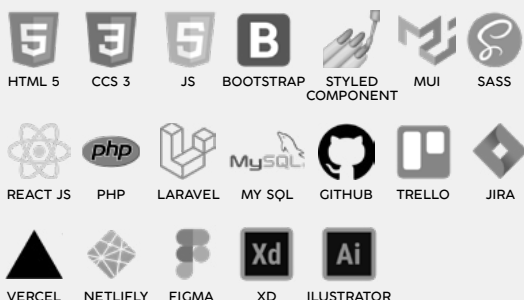 5 3 5 B
HTML 5 CCS 3 JS BOOTSTRAP STYLED COMPONENT MUI SASS
php MySQL
REACT JS PHP LARAVEL MY SQL GITHUB TRELLO JIRA
Xd Ai
VERCEL NETLIFLY FIGMA XD ILUSTRATOR